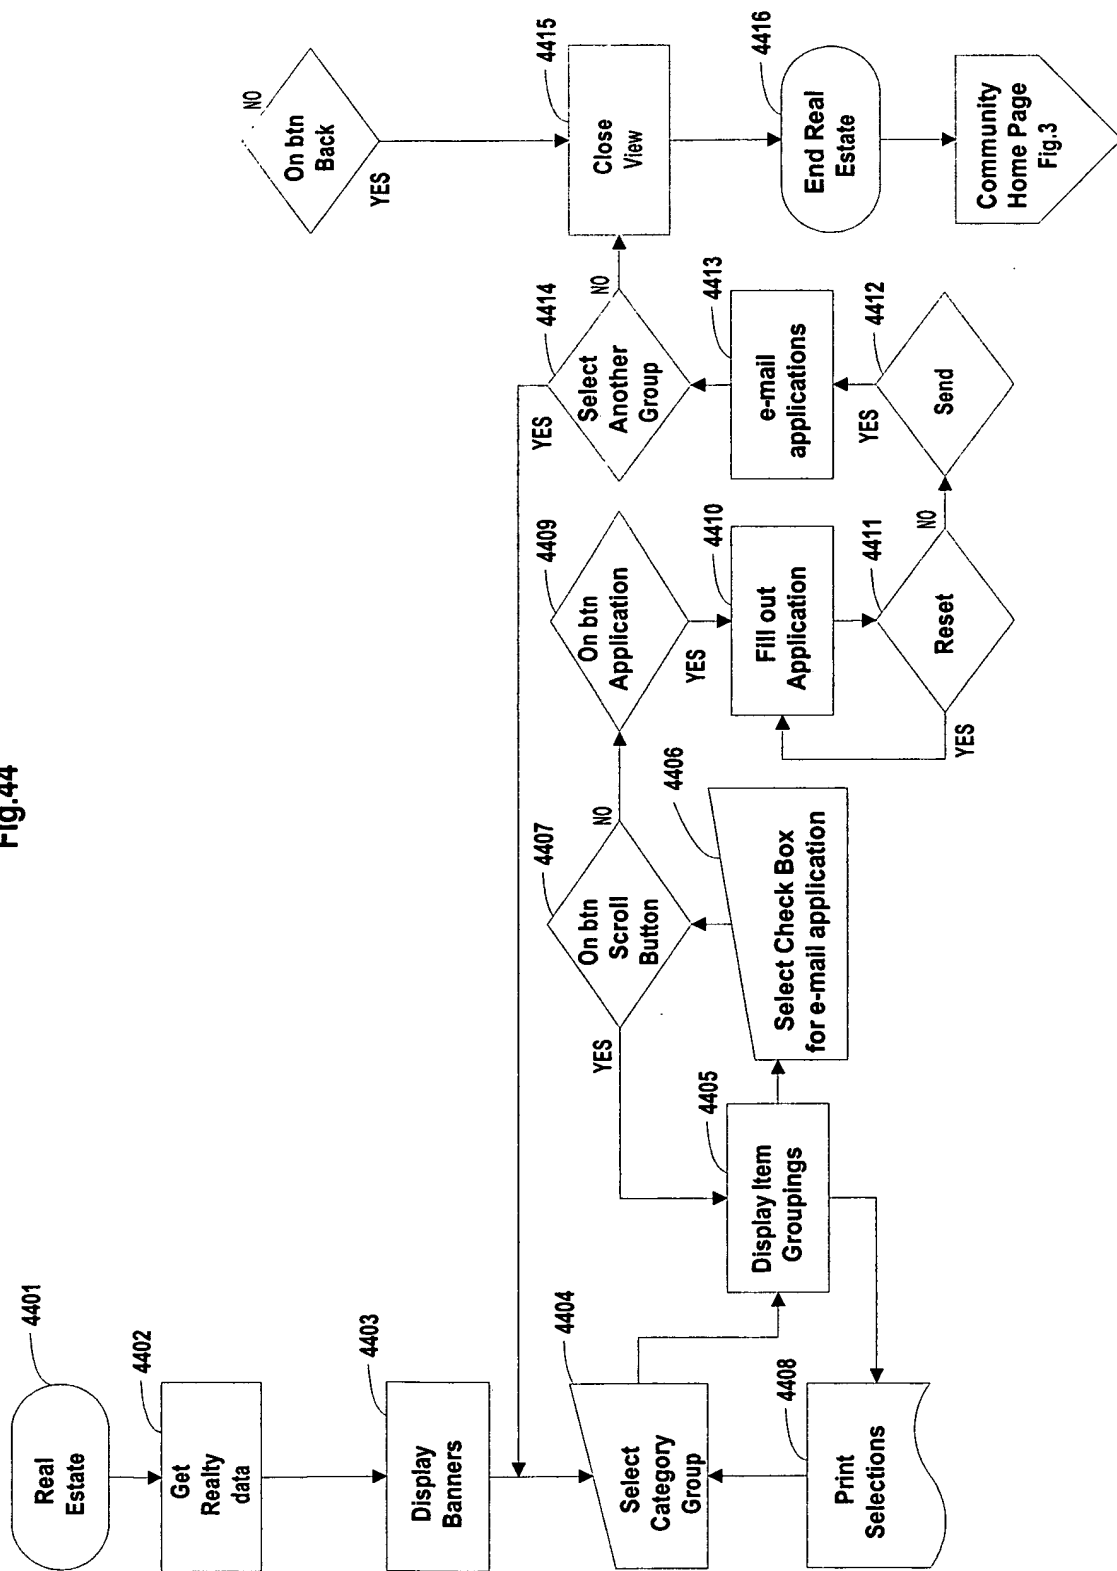 Fig.44
4401
Real
Estate
4402
Get
Realty
data
4403
Display
Banners
4404
Select
Category
Group
4408
Print
Selections
4405
Display Item
Groupings
4406
Select Check Box
for e-mail application
4407
On btn
Scroll
Button
YES
NO
4409
On btn
Application
YES
4410
Fill out
Application
4411
Reset
YES
NO
4412
Send
YES
4413
e-mail
applications
4414
Select
Another
Group
YES
NO
On btn
Back
NO
YES
4415
Close
View
4416
End Real
Estate
Community
Home Page
Fig.3